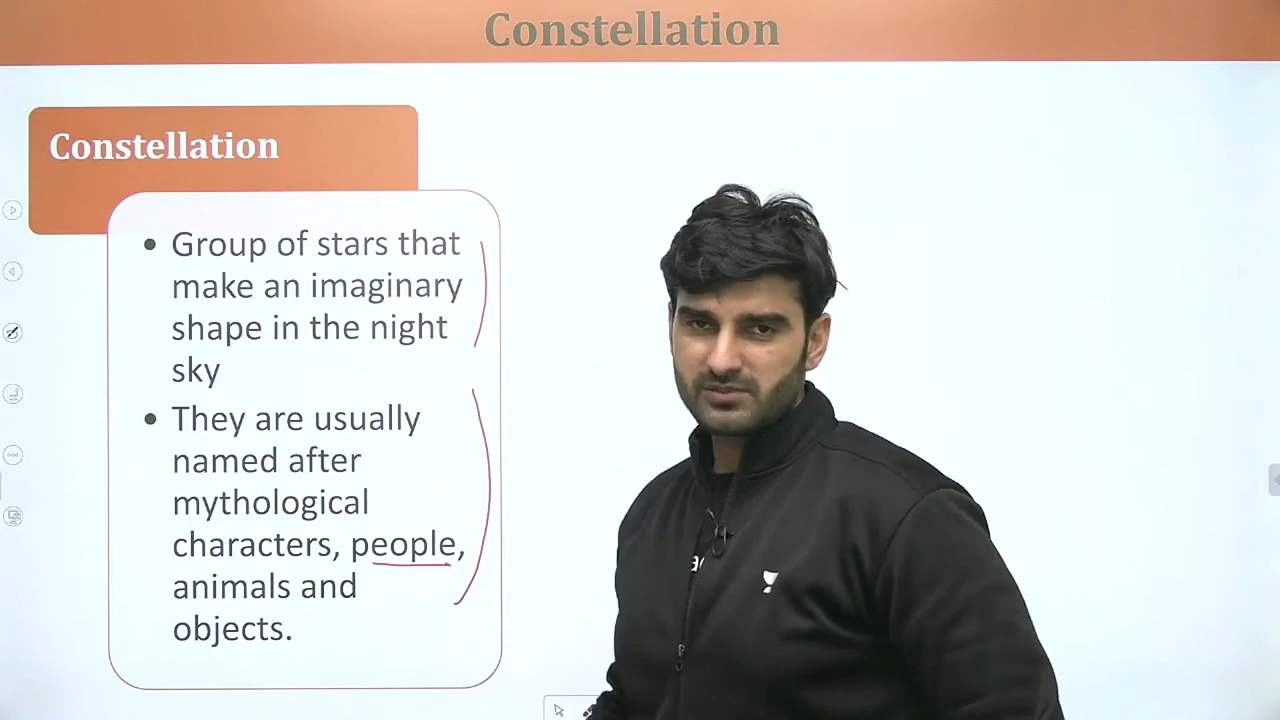 Constellation
Constellation
• Group of stars that
make an imaginary
shape in the night
sky
• They are usually
named after
mythological
characters, people,
animals and
objects.